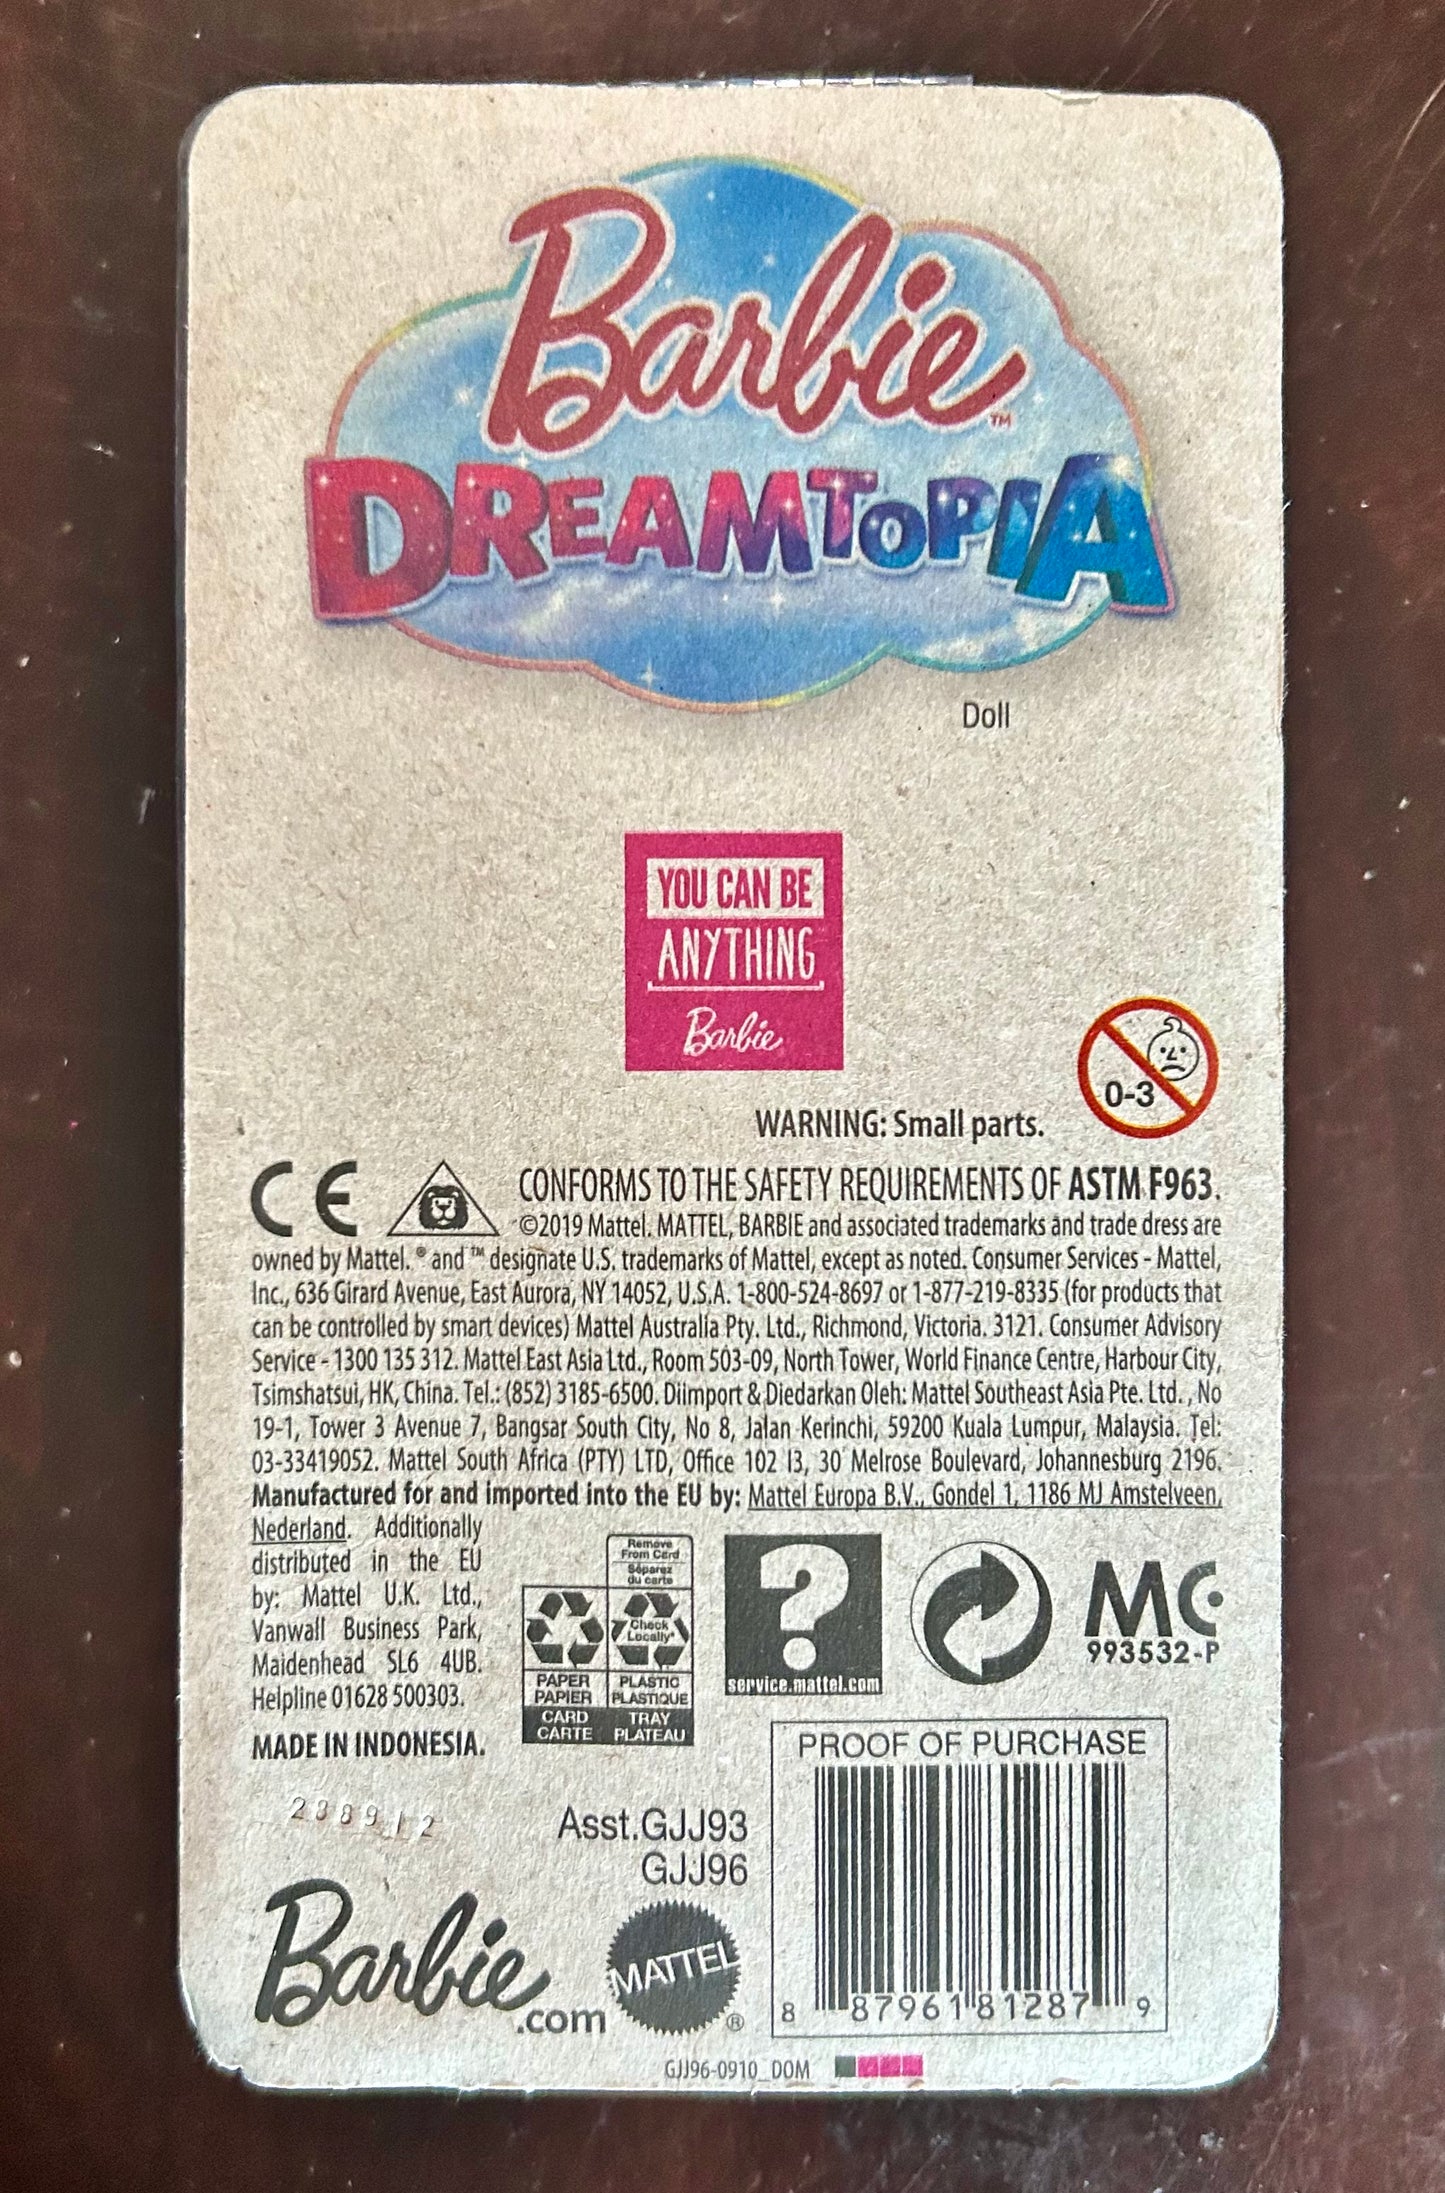 Barbie™
DREAMTOPIA
Doll
YOU CAN BE
ANYTHING
Barbie
0-3
WARNING: Small parts.
CE
CONFORMS TO THE SAFETY REQUIREMENTS OF ASTM F963.
©2019 Mattel. MATTEL, BARBIE and associated trademarks and trade dress are
owned by Mattel. ® and ™ designate U.S. trademarks of Mattel, except as noted. Consumer Services - Mattel,
Inc., 636 Girard Avenue, East Aurora, NY 14052, U.S.A. 1-800-524-8697 or 1-877-219-8335 (for products that
can be controlled by smart devices) Mattel Australia Pty. Ltd., Richmond, Victoria. 3121. Consumer Advisory
Service - 1300 135 312. Mattel East Asia Ltd., Room 503-09, North Tower, World Finance Centre, Harbour City,
Tsimshatsui, HK, China. Tel.: (852) 3185-6500. Diimport & Diedarkan Oleh: Mattel Southeast Asia Pte. Ltd., No
19-1, Tower 3 Avenue 7, Bangsar South City, No 8, Jalan Kerinchi, 59200 Kuala Lumpur, Malaysia. Tel:
03-33419052. Mattel South Africa (PTY) LTD, Office 102 I3, 30 Melrose Boulevard, Johannesburg 2196.
Manufactured for and imported into the EU by: Mattel Europa B.V., Gondel 1, 1186 MJ Amstelveen,
Nederland. Additionally
distributed in the EU
by: Mattel U.K. Ltd.,
Vanwall Business Park,
Maidenhead SL6 4UB.
Helpline 01628 500303.
MADE IN INDONESIA.
Remove
From Card
Séparez
du carte
Check
Locally*
PAPER
PAPIER
CARD
CARTE
PLASTIC
PLASTIQUE
TRAY
PLATEAU
?
service.mattel.com
MC
993532-P
PROOF OF PURCHASE
8 87961 81287 9
Asst.GJJ93
GJJ96
Barbie.com
MATTEL®
GJJ96-0910_DOM